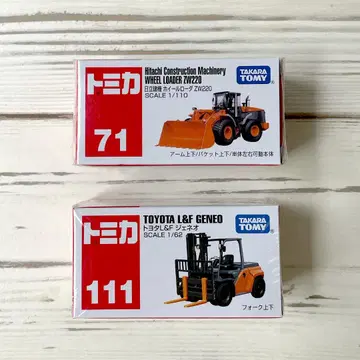 トミカ
71
Hitachi Construction Machinery
WHEEL LOADER ZW220
日立建機 ホイールローダ ZW220
SCALE 1/110
TAKARA
TOMY
アーム上下/バケット上下/車体左右可動本体
トミカ
111
TOYOTA L&F GENEO
トヨタL&F ジェネオ
SCALE 1/62
TAKARA
TOMY
フォーク上下